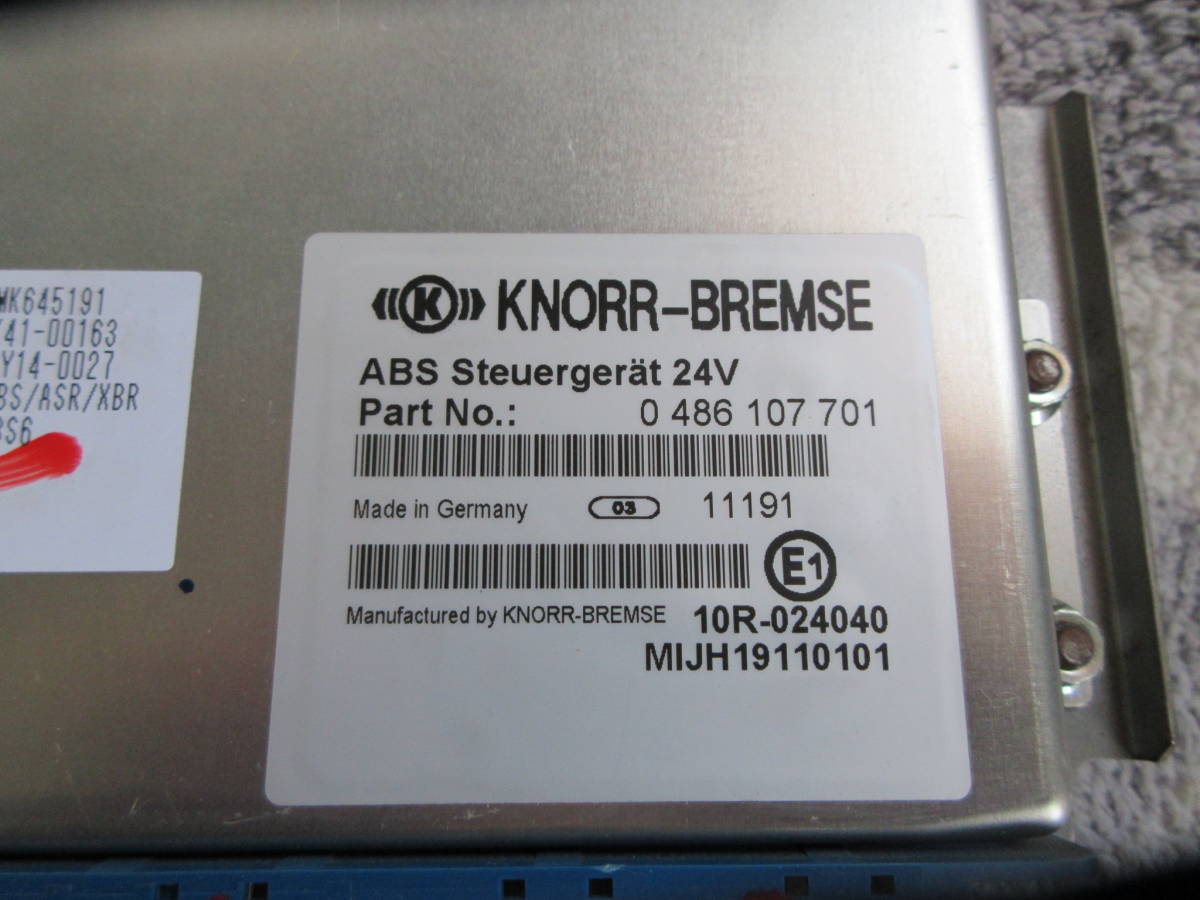 MK645191
41-00163
Y14-0027
BS/ASR/XBR
BS6
K KNORR-BREMSE
ABS Steuergerät 24V
Part No.: 0 486 107 701
Made in Germany 03 11191
E1
Manufactured by KNORR-BREMSE 10R-024040
MIJH19110101